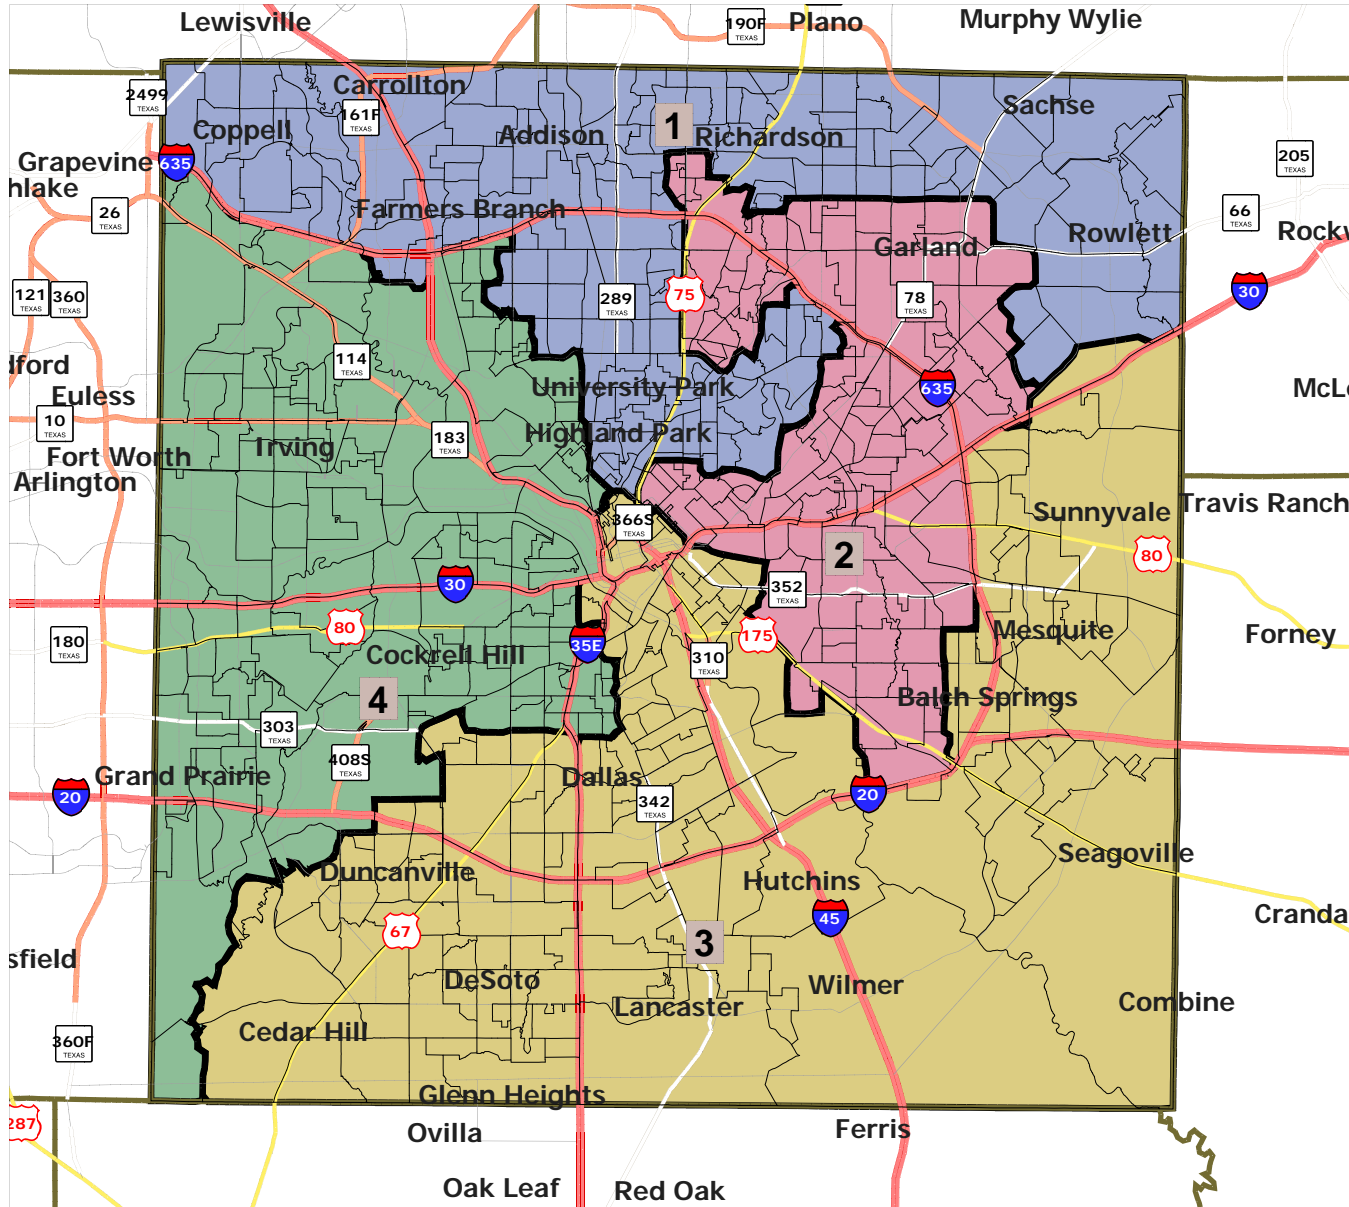 Lewisville
190F
TEXAS
Plano
Murphy Wylie
2499
TEXAS
Carrollton
161F
TEXAS
Sachse
Coppell
Addison
1
Richardson
Grapevine
635
205
TEXAS
hlake
26
TEXAS
Farmers Branch
66
TEXAS
Garland
Rowlett
Rockw
121
TEXAS
360
TEXAS
289
TEXAS
75
78
TEXAS
30
114
TEXAS
dford
Euless
University Park
635
McLe
10
TEXAS
Irving
183
TEXAS
Highland Park
Fort Worth
Arlington
366S
TEXAS
Sunnyvale
Travis Ranch
2
80
30
352
TEXAS
180
TEXAS
80
35E
175
Mesquite
Forney
Cockrell Hill
310
TEXAS
4
Balch Springs
303
TEXAS
408S
TEXAS
Grand Prairie
Dallas
20
342
TEXAS
20
Duncanville
Seagoville
Hutchins
67
45
Cranda
3
sfield
DeSoto
Wilmer
Lancaster
Combine
Cedar Hill
360F
TEXAS
Glenn Heights
287
Ovilla
Ferris
Oak Leaf
Red Oak